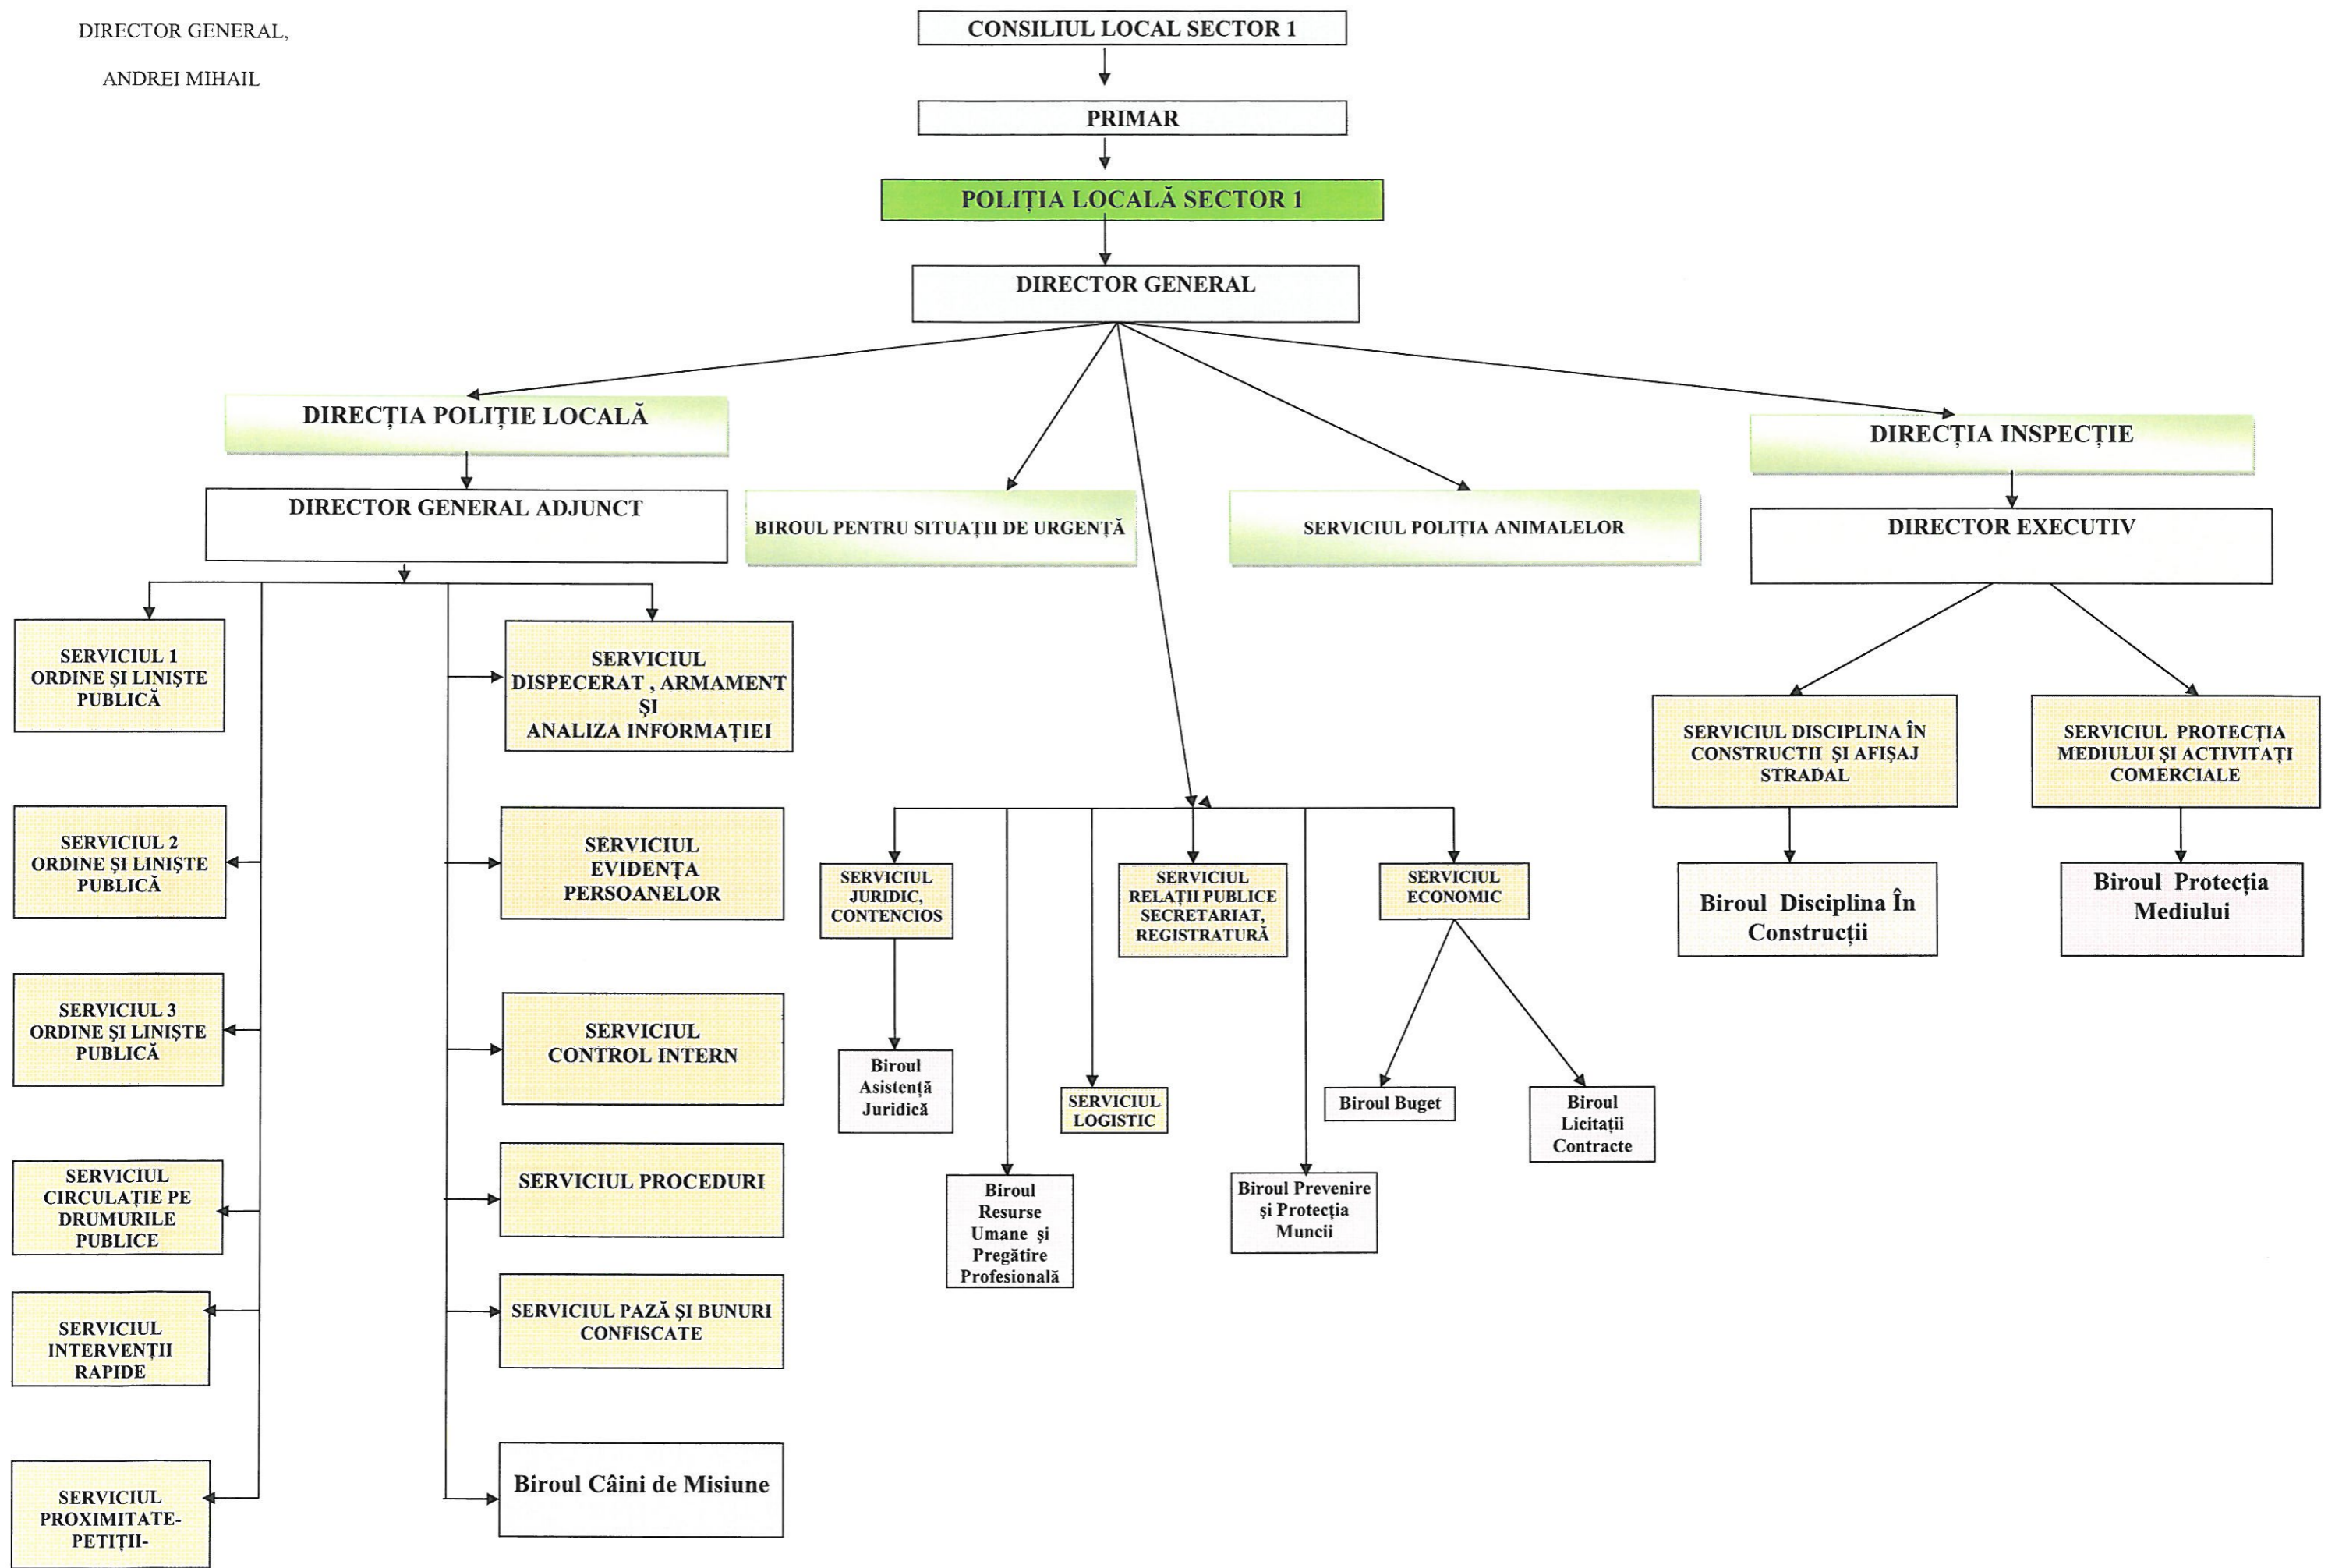 DIRECTOR GENERAL,
ANDREI MIHAIL
CONSILIUL LOCAL SECTOR 1
PRIMAR
POLIȚIA LOCALĂ SECTOR 1
DIRECTOR GENERAL
DIRECȚIA POLIȚIE LOCALĂ
DIRECTOR GENERAL ADJUNCT
BIROUL PENTRU SITUAȚII DE URGENȚĂ
SERVICIUL POLIȚIA ANIMALELOR
DIRECȚIA INSPECȚIE
DIRECTOR EXECUTIV
SERVICIUL 1
ORDINE ȘI LINIȘTE
PUBLICĂ
SERVICIUL 2
ORDINE ȘI LINIȘTE
PUBLICĂ
SERVICIUL 3
ORDINE ȘI LINIȘTE
PUBLICĂ
SERVICIUL
CIRCULAȚIE PE
DRUMURILE
PUBLICE
SERVICIUL
INTERVENȚII
RAPIDE
SERVICIUL
PROXIMITATE-
PETIȚII-
SERVICIUL
DISPECERAT , ARMAMENT
ȘI
ANALIZA INFORMAȚIEI
SERVICIUL
EVIDENȚA
PERSOANELOR
SERVICIUL
CONTROL INTERN
SERVICIUL PROCEDURI
SERVICIUL PAZĂ ȘI BUNURI
CONFISCATE
Biroul Câini de Misiune
SERVICIUL
JURIDIC,
CONTENCIOS
Biroul
Asistență
Juridică
Biroul
Resurse
Umane și
Pregătire
Profesională
SERVICIUL
LOGISTIC
SERVICIUL
RELAȚII PUBLICE
SECRETARIAT,
REGISTRATURĂ
Biroul Prevenire
și Protecția
Muncii
SERVICIUL
ECONOMIC
Biroul Buget
Biroul
Licitații
Contracte
SERVICIUL DISCIPLINA ÎN
CONSTRUCTII ȘI AFIȘAJ
STRADAL
Biroul Disciplina În
Construcții
SERVICIUL PROTECȚIA
MEDIULUI ȘI ACTIVITAȚI
COMERCIALE
Biroul Protecția
Mediului